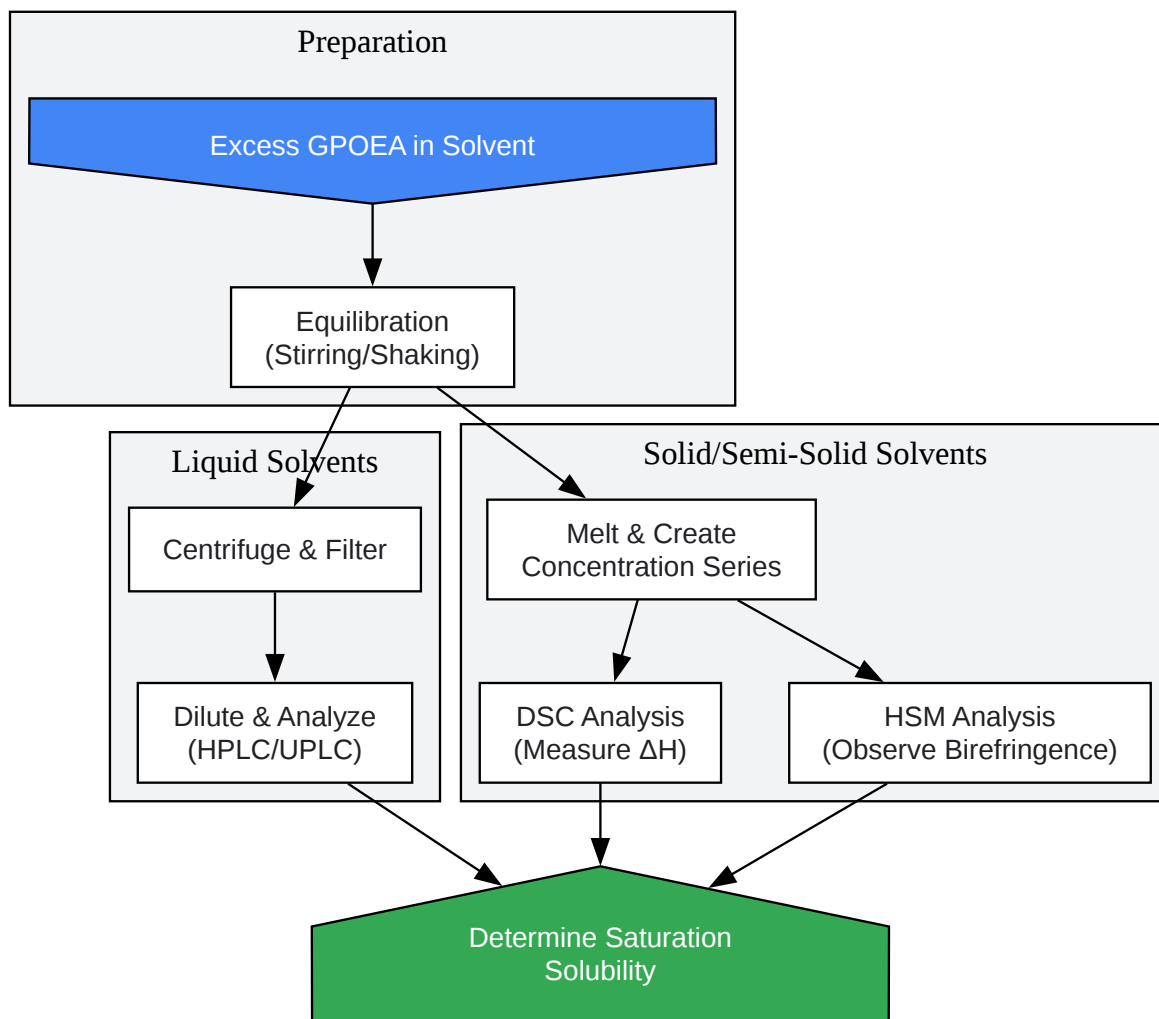 Preparation
Excess GPOEA in Solvent
Equilibration
(Stirring/Shaking)
Liquid Solvents
Centrifuge & Filter
Dilute & Analyze
(HPLC/UPLC)
Solid/Semi-Solid Solvents
Melt & Create
Concentration Series
DSC Analysis
(Measure ΔH)
HSM Analysis
(Observe Birefringence)
Determine Saturation
Solubility